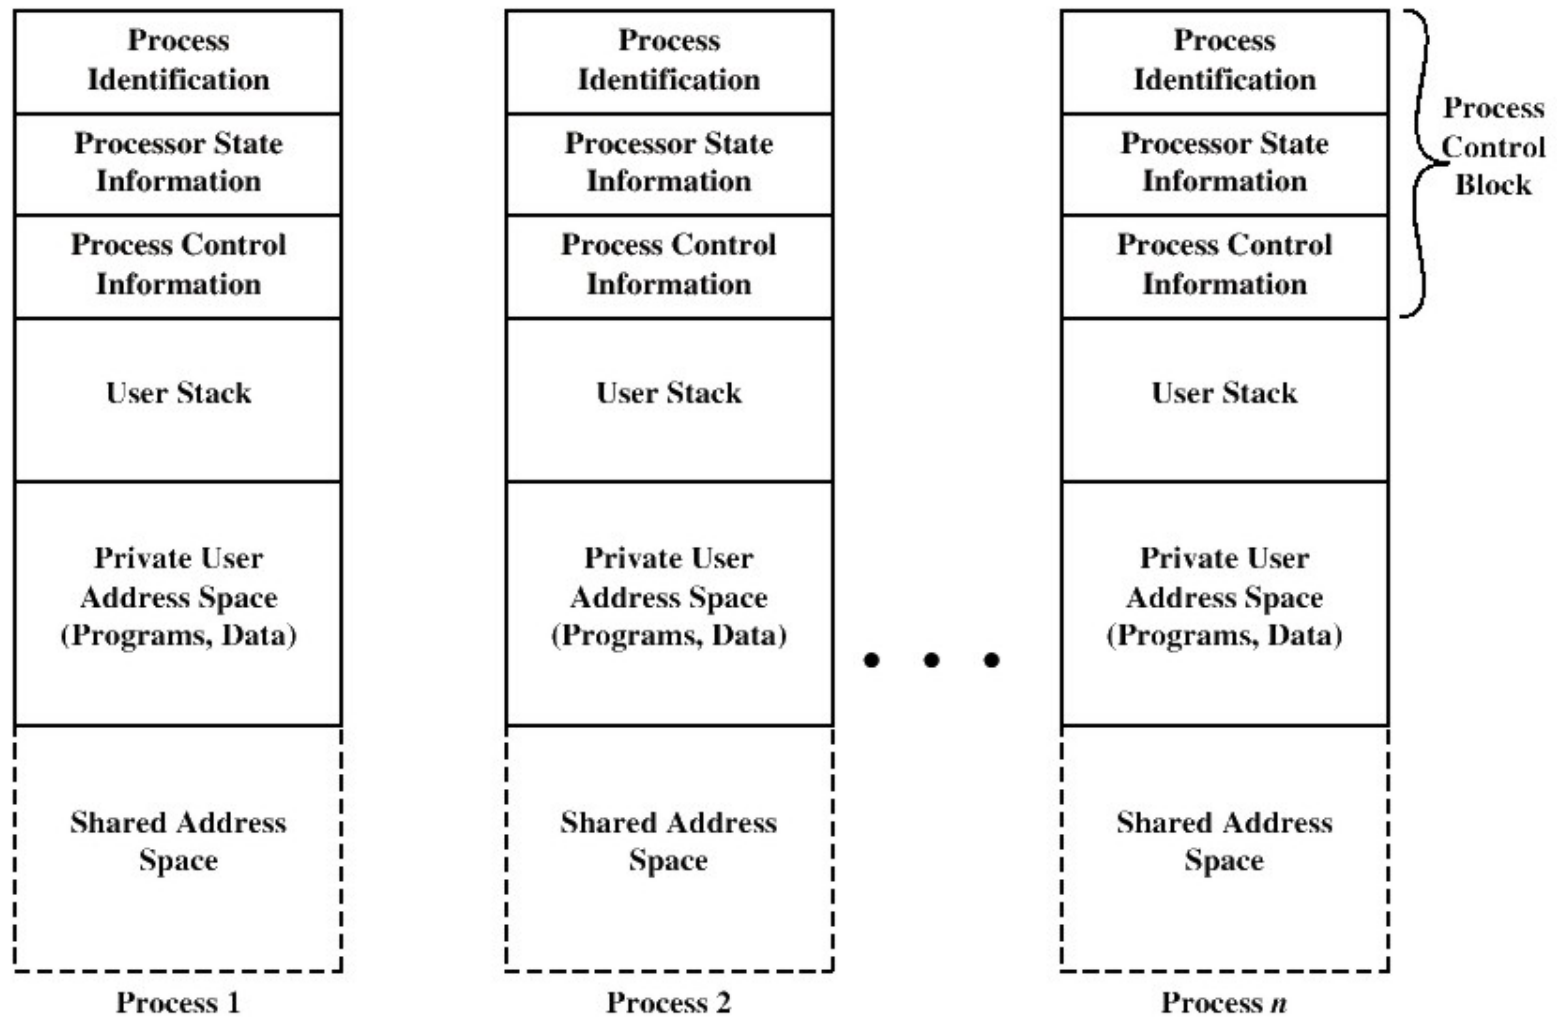 Process
Identification
Processor State
Information
Process Control
Information
User Stack
Private User
Address Space
(Programs, Data)
Shared Address
Space
Process 1
Process
Identification
Processor State
Information
Process Control
Information
User Stack
Private User
Address Space
(Programs, Data)
Shared Address
Space
Process 2
• • •
Process
Identification
Processor State
Information
Process Control
Information
User Stack
Private User
Address Space
(Programs, Data)
Shared Address
Space
Process n
Process
Control
Block